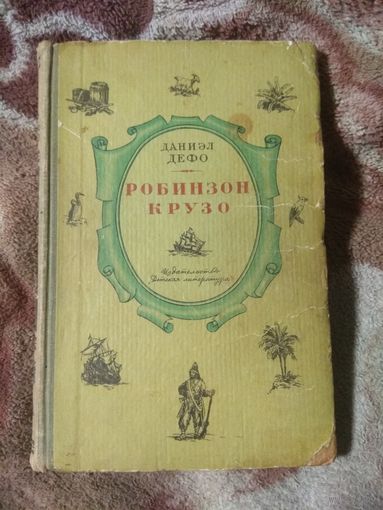 ДАНИЭЛ
ДЕФО
РОБИНЗОН
КРУЗО
Издательство
Детская литература